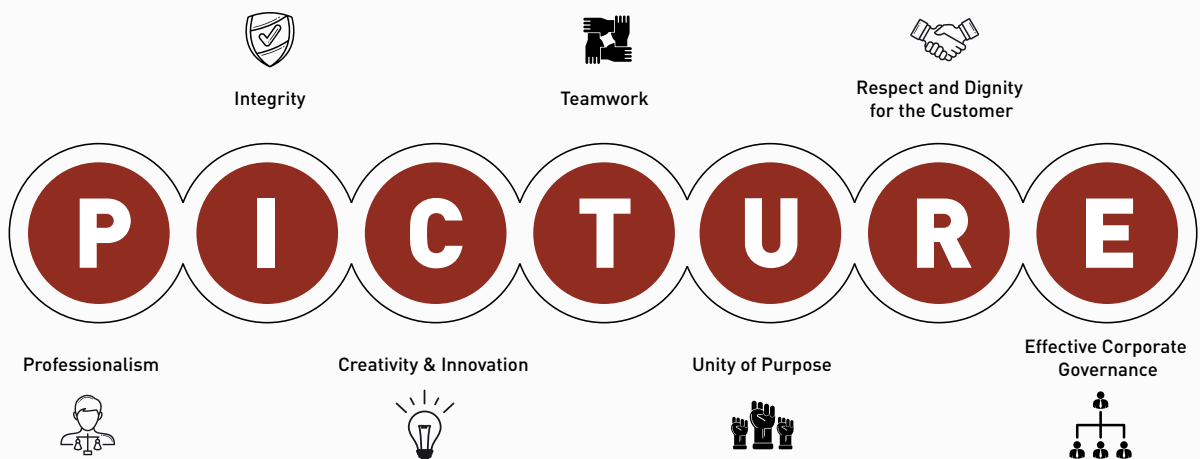 Integrity
Teamwork
Respect and Dignity
for the Customer
P I C T U R E
Professionalism
Creativity & Innovation
Unity of Purpose
Effective Corporate
Governance